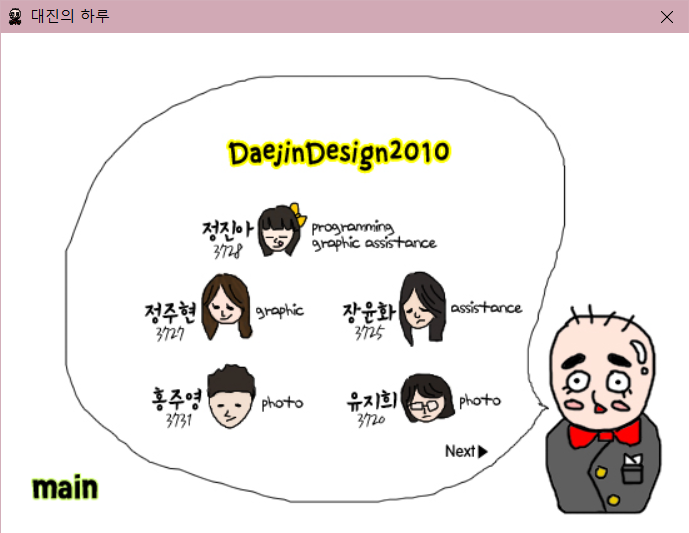 대진의 하루
DaejinDesign2010
정진아
3728
programming
graphic assistance
정주현
3727
graphic
장윤화
3725
assistance
홍주영
3731
photo
유지희
3720
photo
Next▶
main